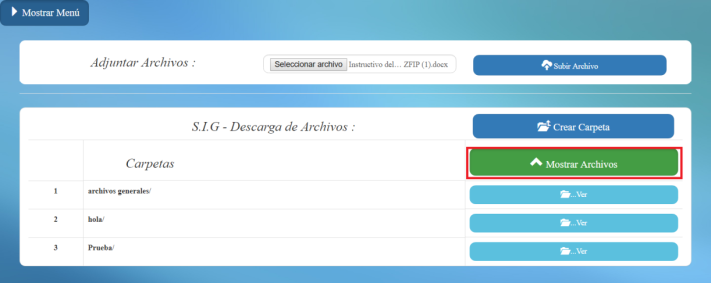 Mostrar Menú
Adjuntar Archivos :
Seleccionar archivo Instructivo del... ZFIP (1).docx
Subir Archivo
S.I.G - Descarga de Archivos :
Crear Carpeta
Carpetas
Mostrar Archivos
1 archivos generales/ ...Ver
2 hola/ ...Ver
3 Prueba/ ...Ver